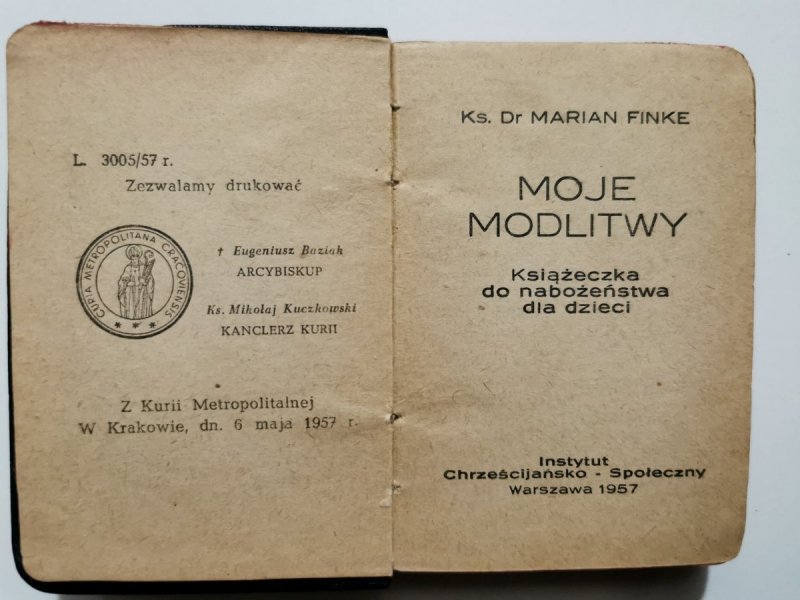 L. 3005/57 r.
Zezwalamy drukować
CURIA METROPOLITANA CRACOVIENSIS
† Eugeniusz Baziak
ARCYBISKUP
Ks. Mikołaj Kuczkowski
KANCLERZ KURII
Z Kurii Metropolitalnej
W Krakowie, dn. 6 maja 1957 r.
Ks. Dr MARIAN FINKE
MOJE
MODLITWY
Książeczka
do nabożeństwa
dla dzieci
Instytut
Chrześcijańsko - Społeczny
Warszawa 1957